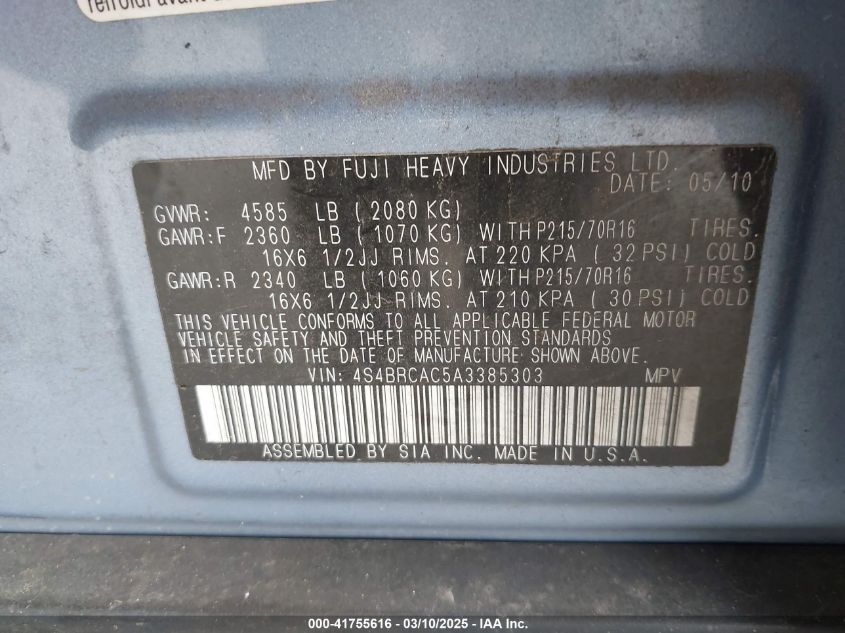 refroidi avant
MFD BY FUJI HEAVY INDUSTRIES LTD.
DATE: 05/10
GVWR: 4585 LB ( 2080 KG)
GAWR:F 2360 LB ( 1070 KG) WITH P215/70R16 TIRES.
16X6 1/2JJ RIMS. AT 220 KPA ( 32 PSI) COLD
GAWR:R 2340 LB ( 1060 KG) WITH P215/70R16 TIRES.
16X6 1/2JJ RIMS. AT 210 KPA ( 30 PSI) COLD
THIS VEHICLE CONFORMS TO ALL APPLICABLE FEDERAL MOTOR
VEHICLE SAFETY AND THEFT PREVENTION STANDARDS
IN EFFECT ON THE DATE OF MANUFACTURE SHOWN ABOVE.
VIN: 4S4BRCAC5A3385303 MPV
ASSEMBLED BY SIA INC. MADE IN U.S.A.
000-41755616 - 03/10/2025 - IAA Inc.